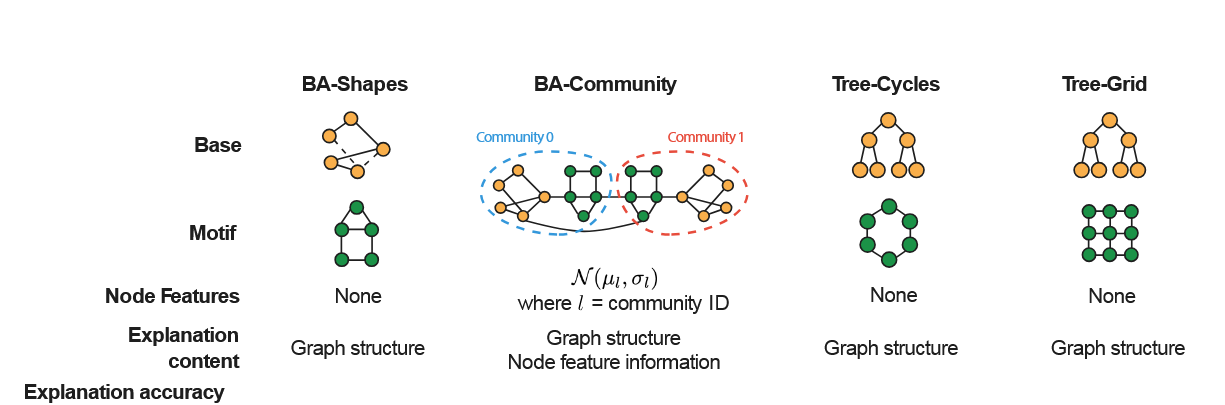 BA-Shapes BA-Community Tree-Cycles Tree-Grid
Base
Community 0 Community 1
Motif
Node Features None 𝒩(μ_l, σ_l) None None
where l = community ID
Explanation content Graph structure Graph structure Graph structure Graph structure
Node feature information
Explanation accuracy